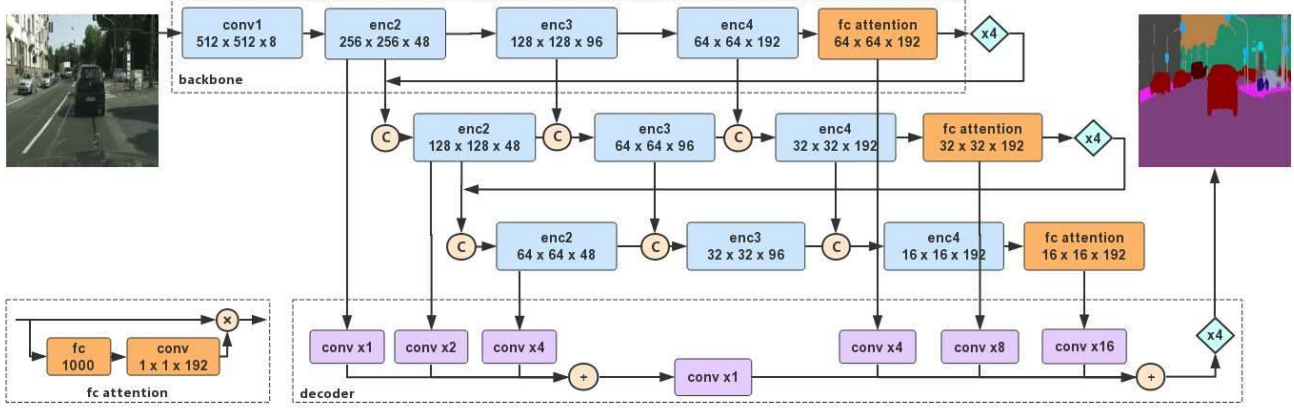 conv1
512 x 512 x 8
enc2
256 x 256 x 48
enc3
128 x 128 x 96
enc4
64 x 64 x 192
fc attention
64 x 64 x 192
x4
backbone
C
enc2
128 x 128 x 48
C
enc3
64 x 64 x 96
C
enc4
32 x 32 x 192
fc attention
32 x 32 x 192
x4
C
enc2
64 x 64 x 48
C
enc3
32 x 32 x 96
C
enc4
16 x 16 x 192
fc attention
16 x 16 x 192
×
fc
1000
conv
1 x 1 x 192
fc attention
conv x1
conv x2
conv x4
conv x4
conv x8
conv x16
x4
+
conv x1
+
decoder